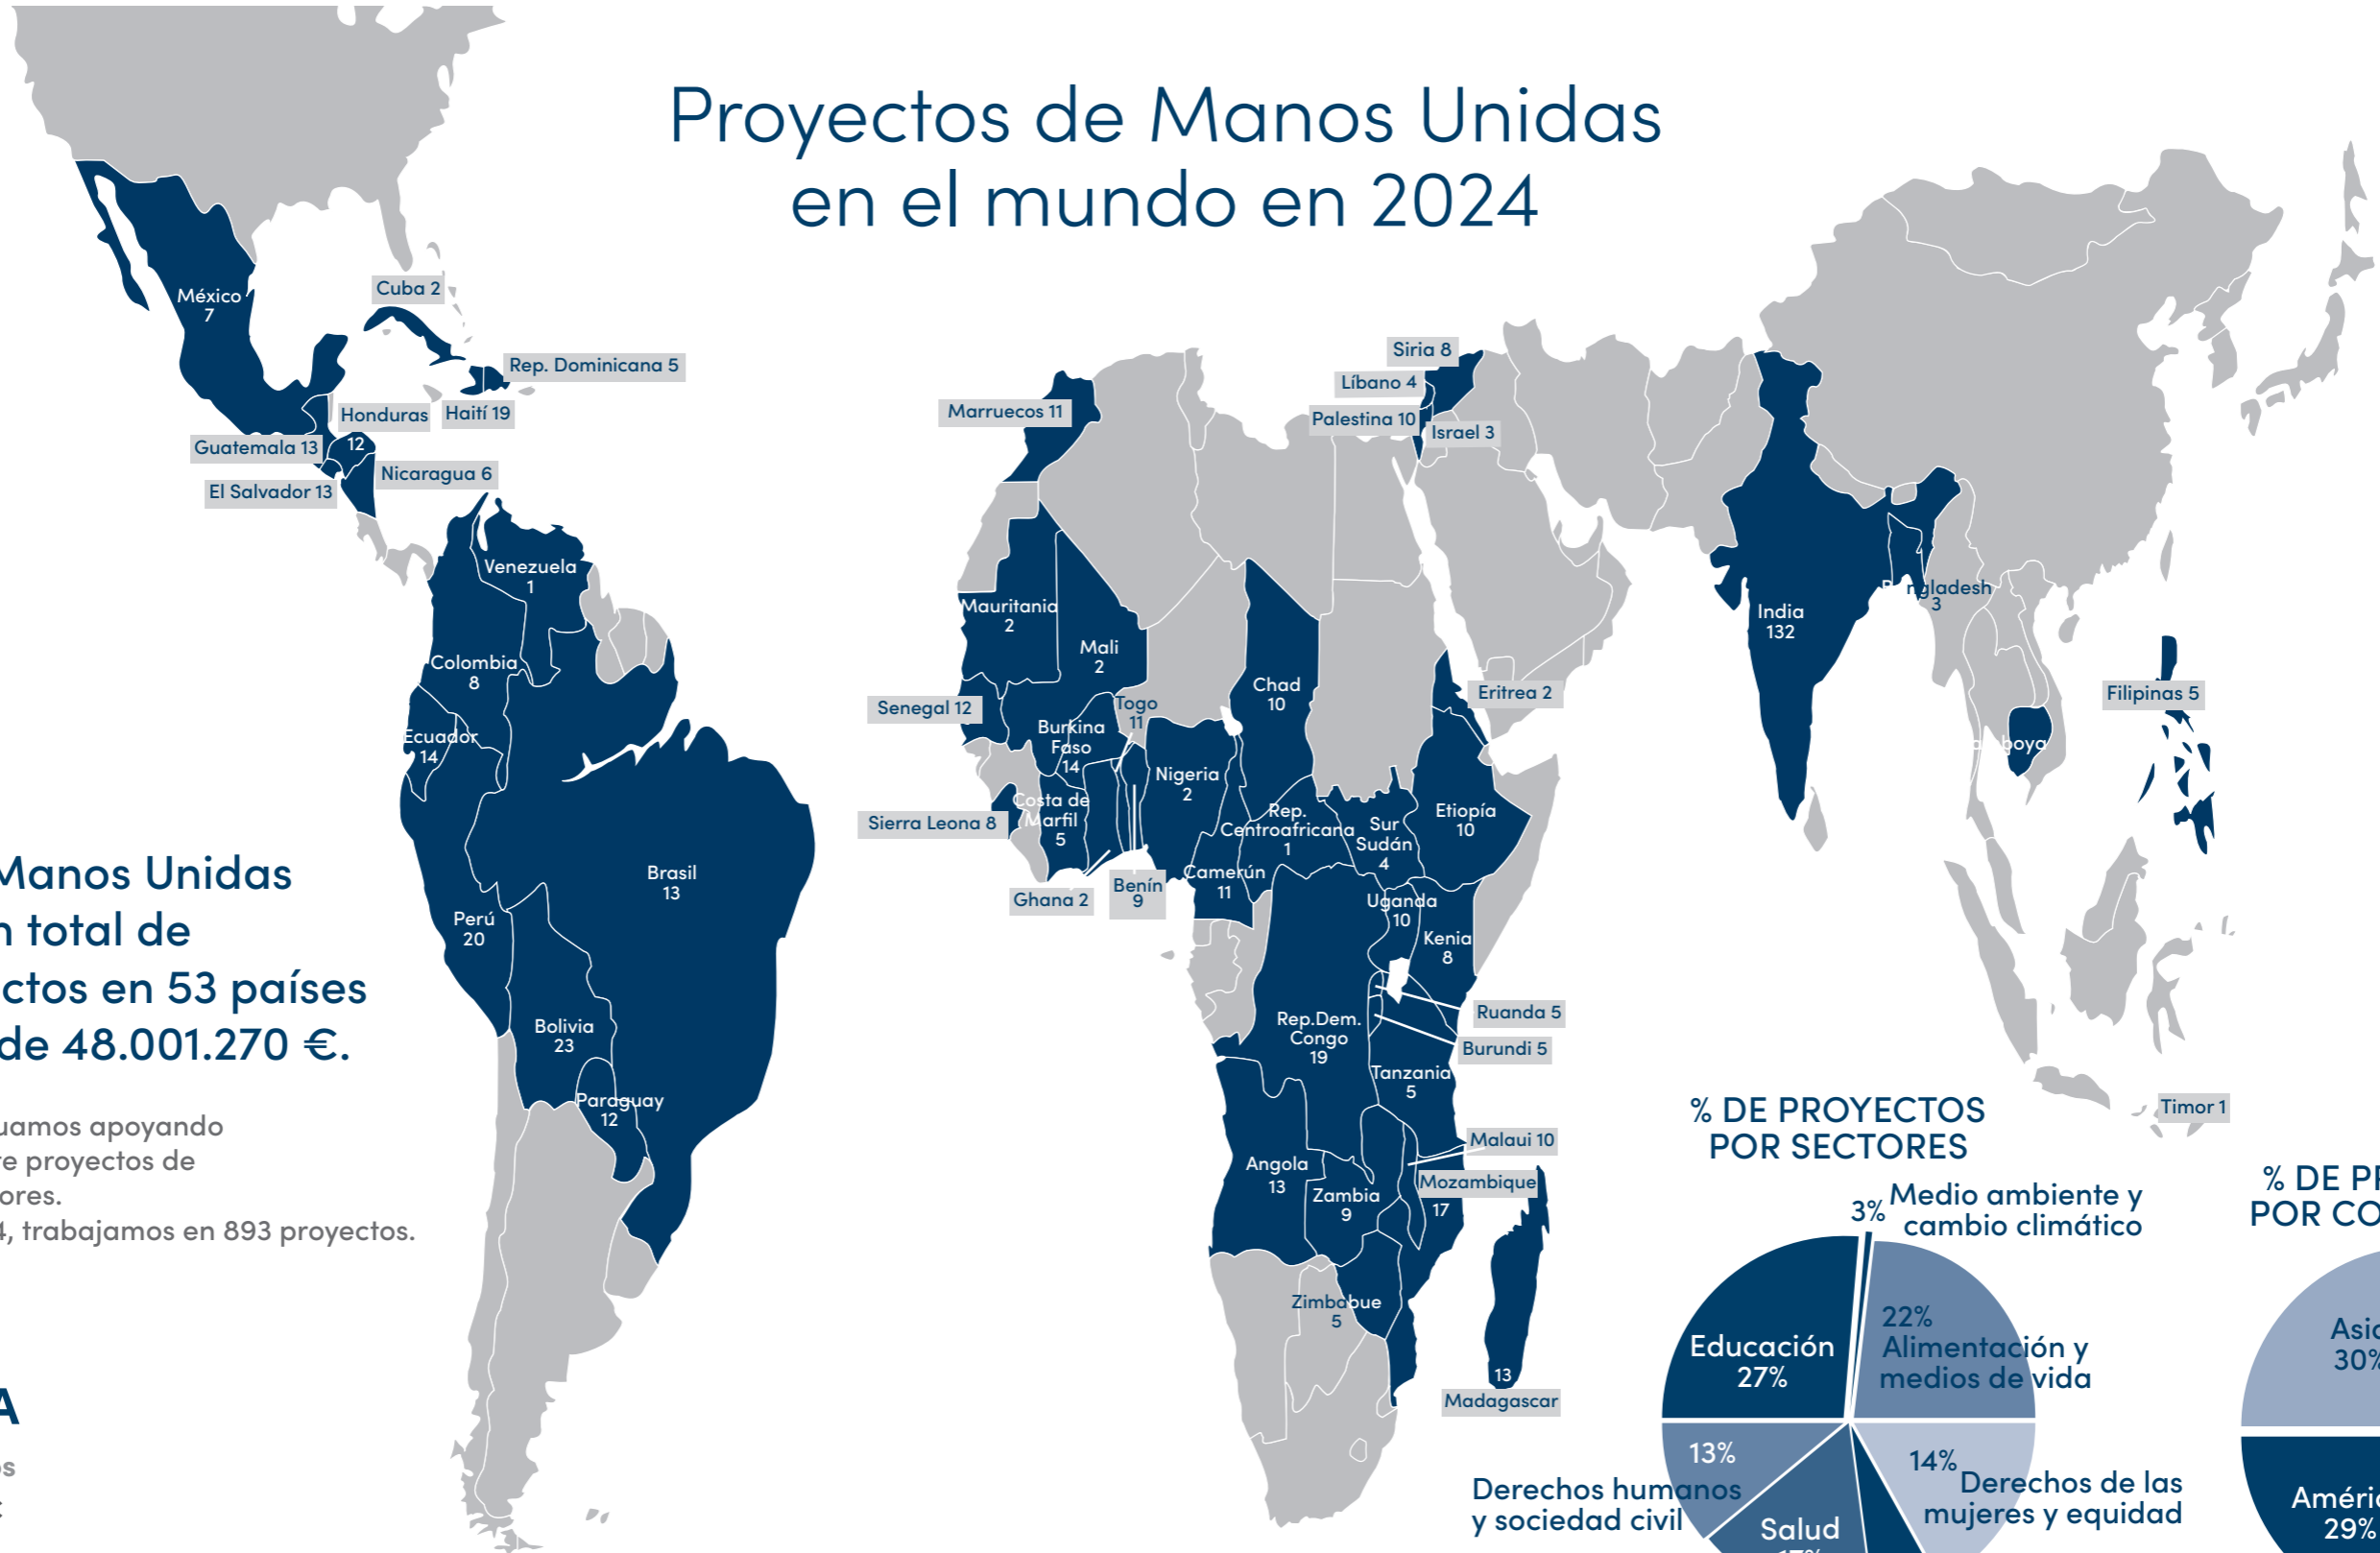 Proyectos de Manos Unidas
en el mundo en 2024
México
7
Cuba 2
Rep. Dominicana 5
Haití 19
Honduras
12
Guatemala 13
Nicaragua 6
El Salvador 13
Venezuela
1
Colombia
8
Ecuador
14
Brasil
13
Perú
20
Bolivia
23
Paraguay
12
Manos Unidas
total de
en 53 países
de 48.001.270 €.
apoyando
proyectos de
trabajamos en 893 proyectos.
Marruecos 11
Siria 8
Líbano 4
Palestina 10
Israel 3
Mauritania
2
Mali
2
Senegal 12
Burkina
Faso
14
Togo
11
Chad
10
Eritrea 2
Nigeria
2
Costa de
Marfil
5
Sierra Leona 8
Ghana 2
Benín
9
Rep.
Centroafricana
1
Camerún
11
Sur
Sudán
4
Etiopía
10
Uganda
10
Kenia
8
Rep.Dem.
Congo
19
Ruanda 5
Burundi 5
Tanzania
5
Malaui 10
Angola
13
Zambia
9
Mozambique
17
Zimbabue
5
13
Madagascar
India
132
Bangladesh
3
Filipinas 5
Timor 1
% DE PROYECTOS
POR SECTORES
3% Medio ambiente y
cambio climático
Educación
27%
22%
Alimentación y
medios de vida
13%
Derechos humanos
y sociedad civil
14%
Derechos de las
mujeres y equidad
Salud
% DE
POR
30%
29%